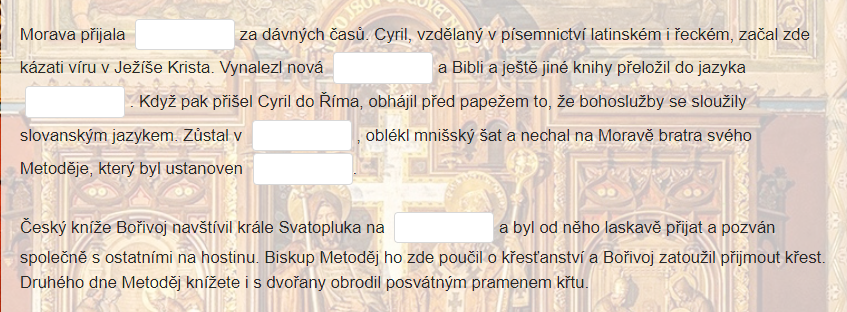 Morava přijala za dávných časů. Cyril, vzdělaný v písemnictví latinském i řeckém, začal zde
kázati víru v Ježíše Krista. Vynalezl nová a Bibli a ještě jiné knihy přeložil do jazyka
. Když pak přišel Cyril do Říma, obhájil před papežem to, že bohoslužby se sloužily
slovanským jazykem. Zůstal v , oblékl mnišský šat a nechal na Moravě bratra svého
Metoděje, který byl ustanoven .
Český kníže Bořivoj navštívil krále Svatopluka na a byl od něho laskavě přijat a pozván
společně s ostatními na hostinu. Biskup Metoděj ho zde poučil o křesťanství a Bořivoj zatoužil přijmout křest.
Druhého dne Metoděj knížete i s dvořany obrodil posvátným pramenem křtu.